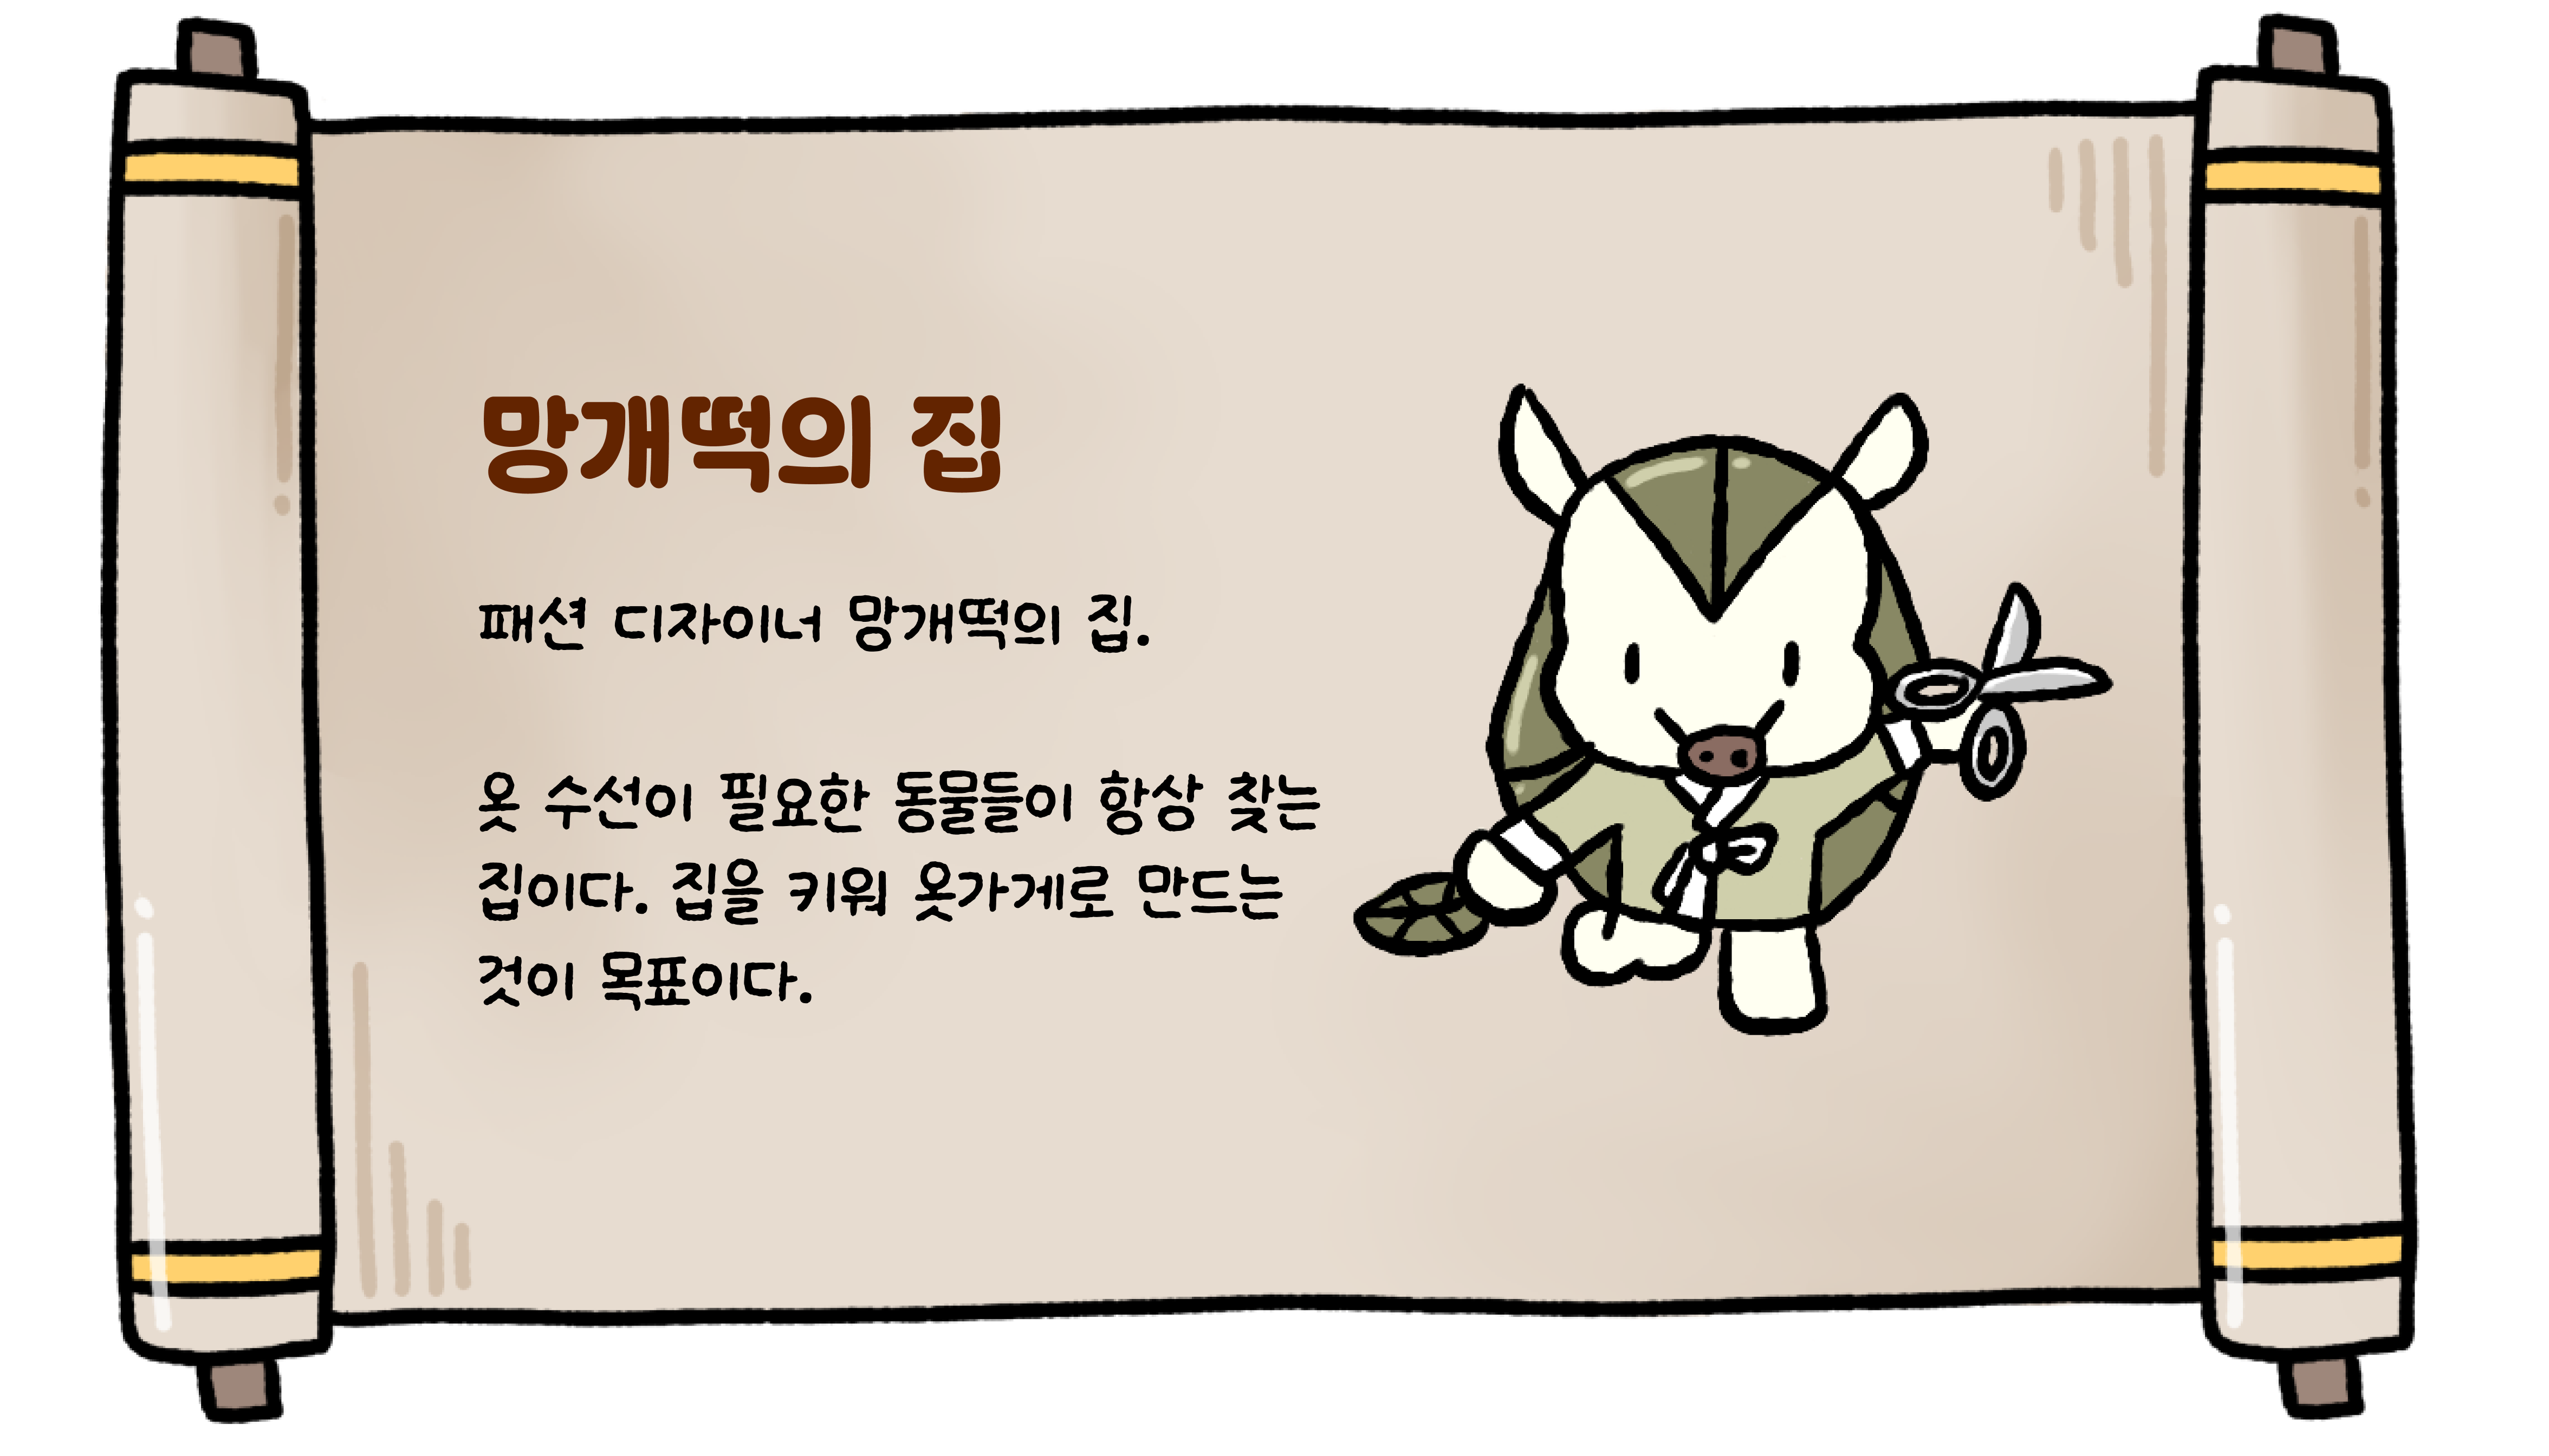 망개떡의 집
패션 디자이너 망개떡의 집.
옷 수선이 필요한 동물들이 항상 찾는
집이다. 집을 키워 옷가게로 만드는
것이 목표이다.